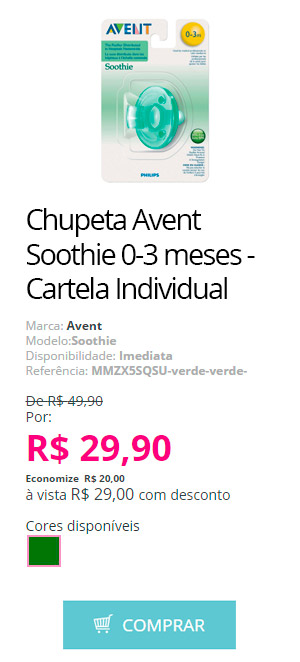 AVENT
0-3m
Soothie
PHILIPS
Chupeta Avent
Soothie 0-3 meses -
Cartela Individual
Marca: Avent
Modelo:Soothie
Disponibilidade: Imediata
Referência: MMZX5SQSU-verde-verde-
De R$ 49,90
Por:
R$ 29,90
Economize R$ 20,00
à vista R$ 29,00 com desconto
Cores disponíveis
COMPRAR